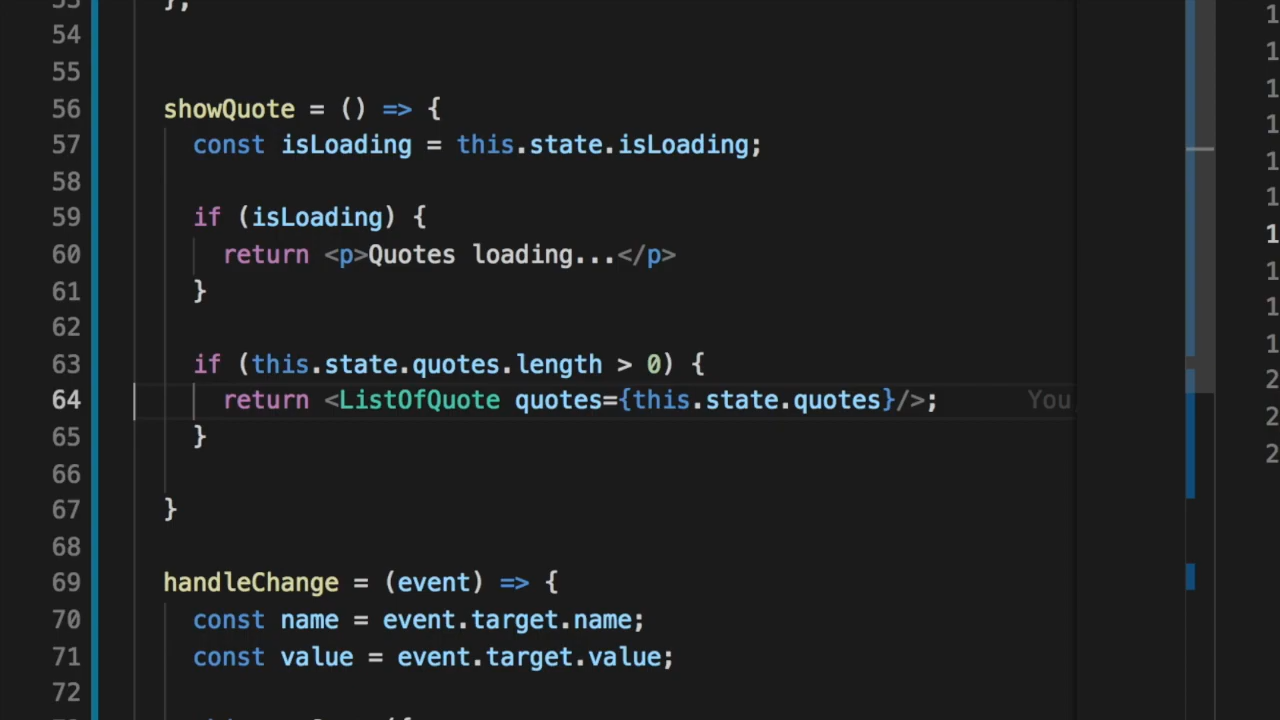 53 };
54
55
56 showQuote = () => {
57 const isLoading = this.state.isLoading;
58
59 if (isLoading) {
60 return <p>Quotes loading...</p>
61 }
62
63 if (this.state.quotes.length > 0) {
64 return <ListOfQuote quotes={this.state.quotes}/>; You
65 }
66
67 }
68
69 handleChange = (event) => {
70 const name = event.target.name;
71 const value = event.target.value;
72